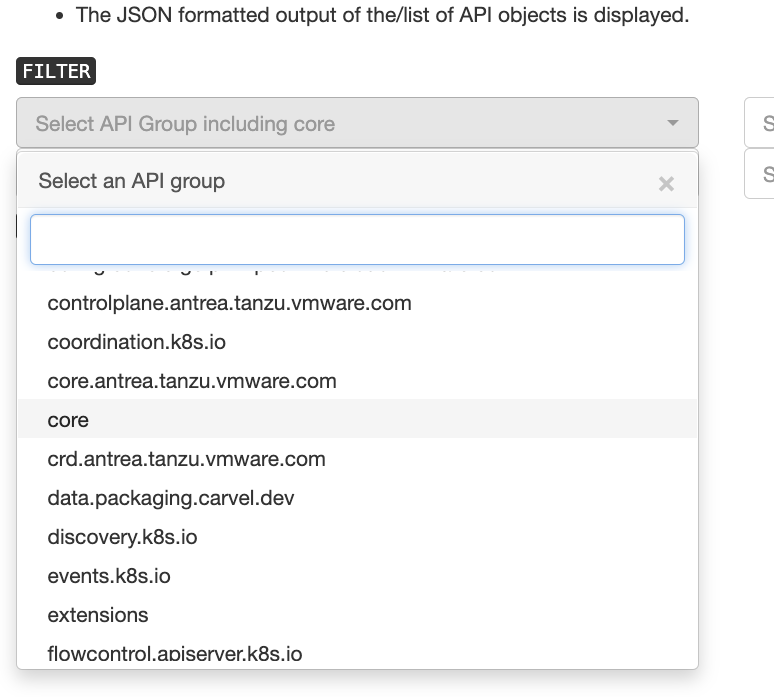 The JSON formatted output of the/list of API objects is displayed.
FILTER
Select API Group including core
S
Select an API group
×
S
controlplane.antrea.tanzu.vmware.com
coordination.k8s.io
core.antrea.tanzu.vmware.com
core
crd.antrea.tanzu.vmware.com
data.packaging.carvel.dev
discovery.k8s.io
events.k8s.io
extensions
flowcontrol.apiserver.k8s.io